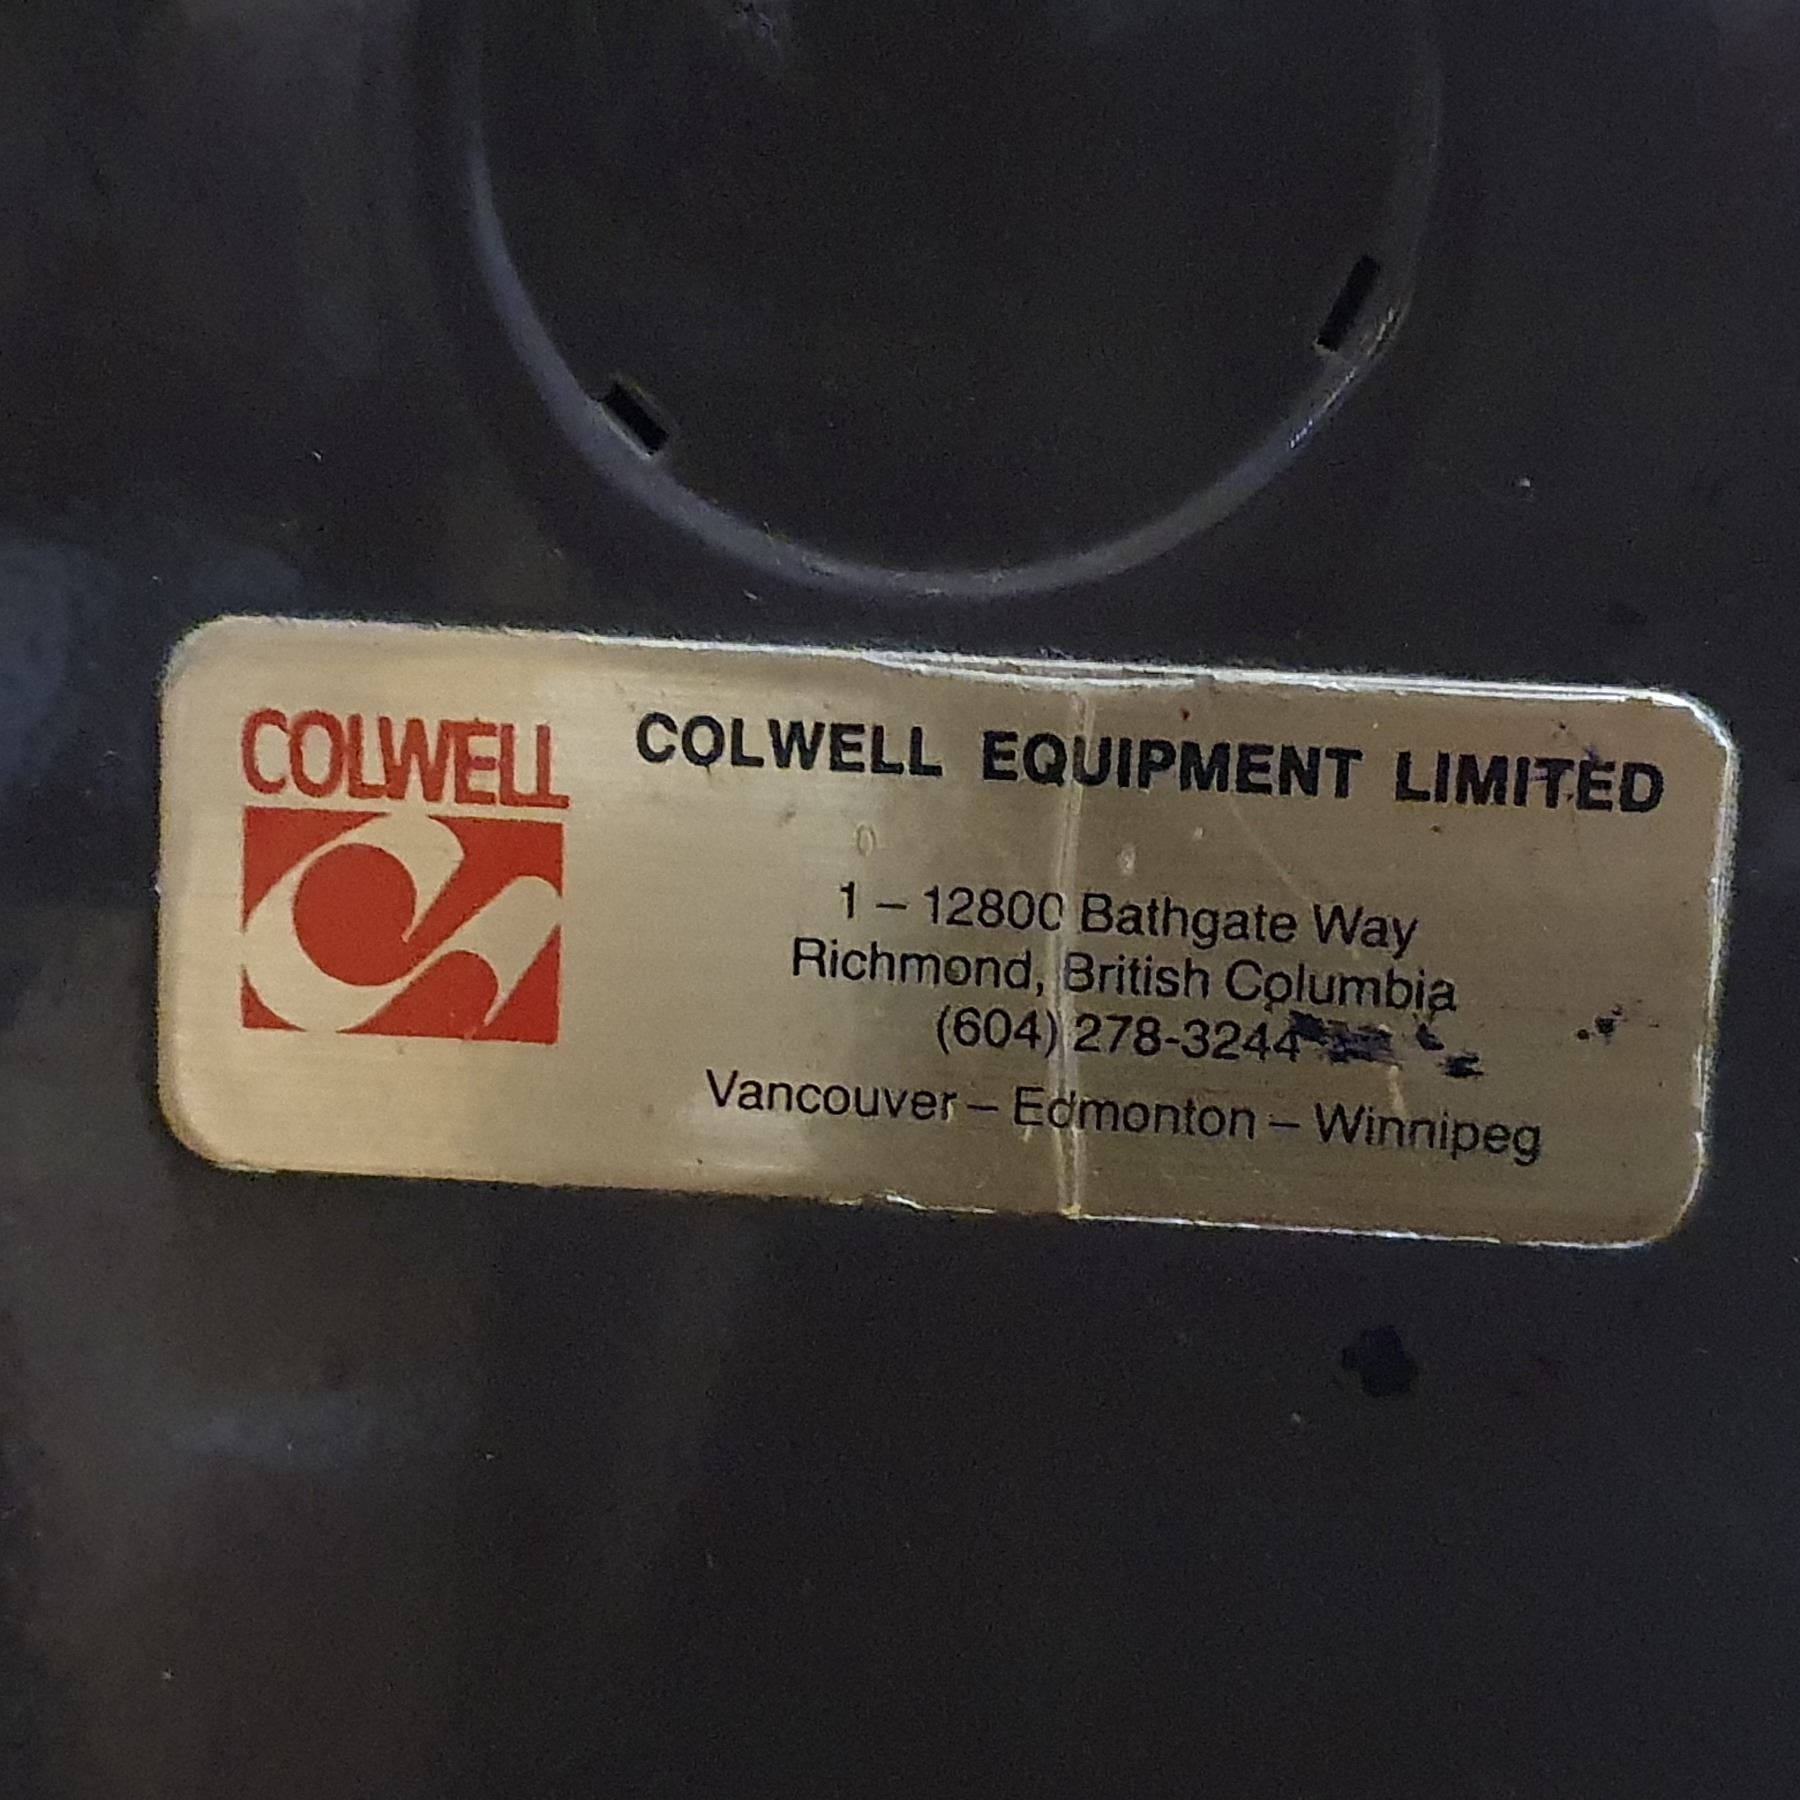 COLWELL
COLWELL EQUIPMENT LIMITED
1 – 12800 Bathgate Way
Richmond, British Columbia
(604) 278-3244
Vancouver – Edmonton – Winnipeg